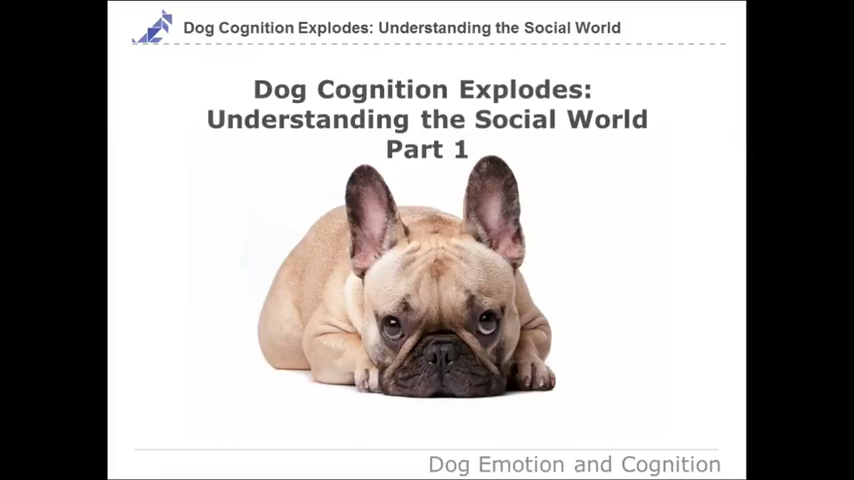 Dog Cognition Explodes: Understanding the Social World
Dog Cognition Explodes:
Understanding the Social World
Part 1
Dog Emotion and Cognition